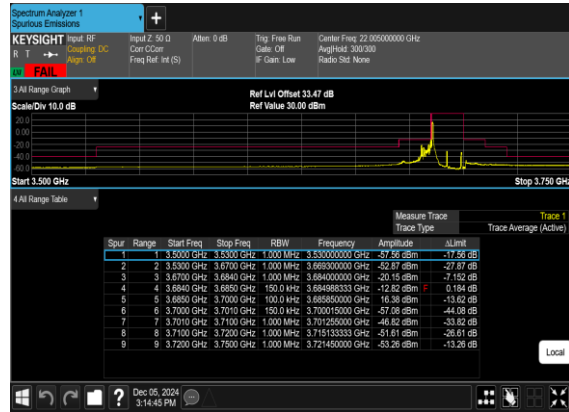 Spectrum Analyzer 1
Spurious Emissions
KEYSIGHT Input: RF Input Z: 50 Ω Atten: 0 dB Trig: Free Run Center Freq: 22.005000000 GHz
R T Coupling: DC Corr CCorr Gate: Off Avg|Hold: 300/300
Align: Off Freq Ref: Int (S) IF Gain: Low Radio Std: None
FAIL
3 All Range Graph
Ref Lvl Offset 33.47 dB
Scale/Div 10.0 dB Ref Value 30.00 dBm
20.0
0.00
-20.0
-40.0
-60.0
Start 3.500 GHz Stop 3.750 GHz
4 All Range Table
Measure Trace Trace 1
Trace Type Trace Average (Active)
Spur Range Start Freq Stop Freq RBW Frequency Amplitude ΔLimit
1 1 3.5000 GHz 3.5300 GHz 1.000 MHz 3.530000000 GHz -57.56 dBm -17.56 dB
2 2 3.5300 GHz 3.6700 GHz 1.000 MHz 3.669300000 GHz -52.87 dBm -27.87 dB
3 3 3.6700 GHz 3.6840 GHz 1.000 MHz 3.684000000 GHz -20.15 dBm -7.152 dB
4 4 3.6840 GHz 3.6850 GHz 150.0 kHz 3.684988333 GHz -12.82 dBm F 0.184 dB
5 5 3.6850 GHz 3.7000 GHz 100.0 kHz 3.685850000 GHz 16.38 dBm -13.62 dB
6 6 3.7000 GHz 3.7010 GHz 150.0 kHz 3.700015000 GHz -57.08 dBm -44.08 dB
7 7 3.7010 GHz 3.7100 GHz 1.000 MHz 3.701255000 GHz -46.82 dBm -33.82 dB
8 8 3.7100 GHz 3.7200 GHz 1.000 MHz 3.715133333 GHz -51.61 dBm -26.61 dB
9 9 3.7200 GHz 3.7500 GHz 1.000 MHz 3.721450000 GHz -53.26 dBm -13.26 dB
Local
?
Dec 05, 2024
3:14:45 PM